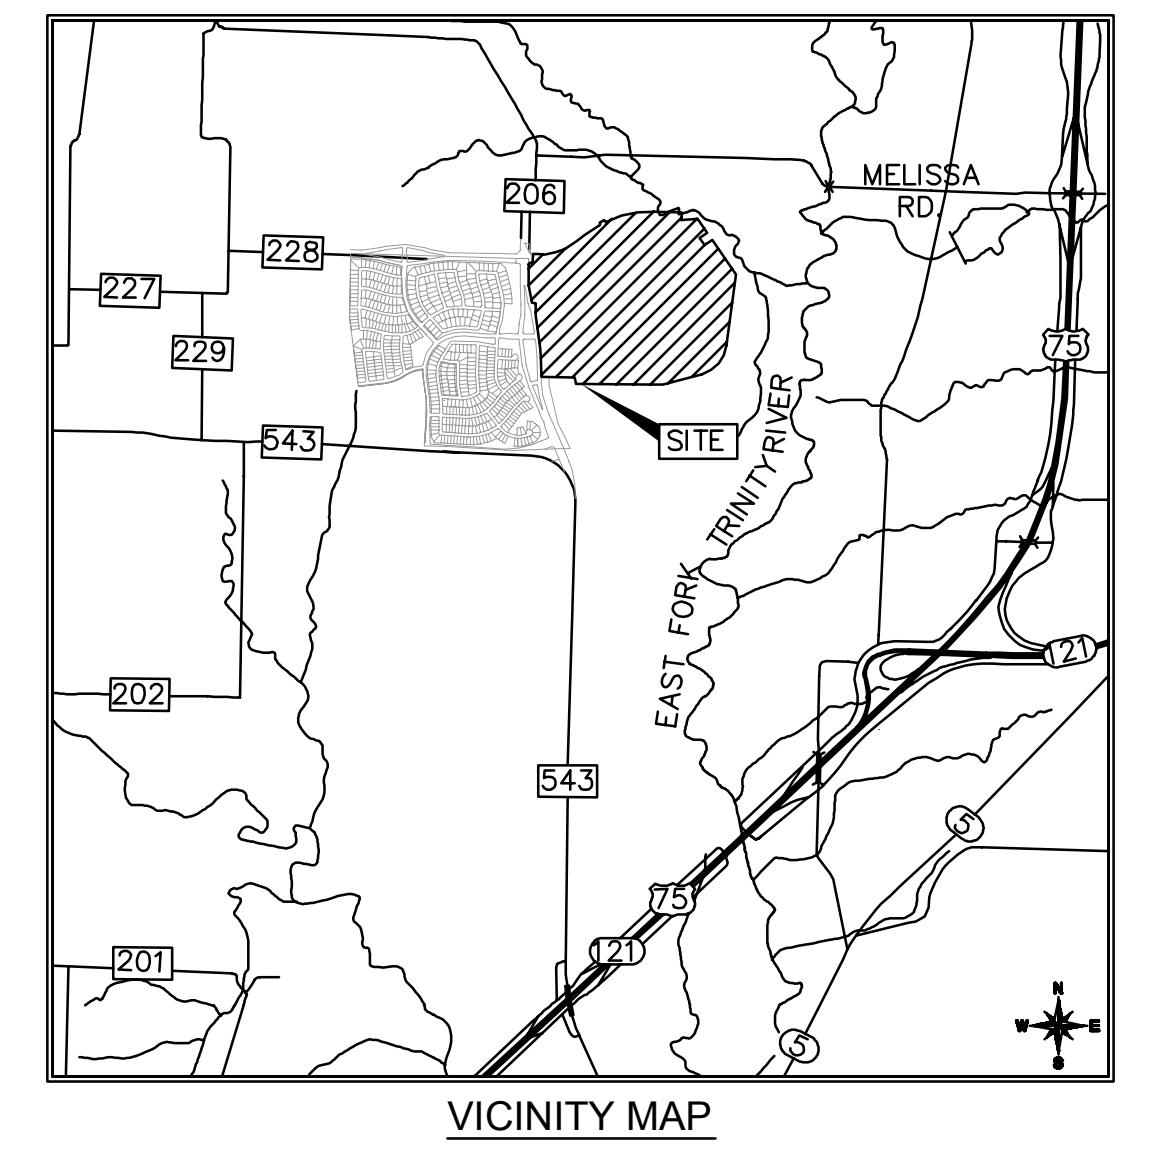 MELISSA
RD.
206
228
227
229
75
543
SITE
EAST FORK TRINITY RIVER
121
202
543
5
75
121
201
N
W E
S
5
VICINITY MAP